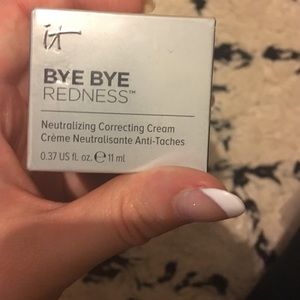 it
BYE BYE
REDNESS™
Neutralizing Correcting Cream
Crème Neutralisante Anti-Taches
0.37 US fl. oz. ℮ 11 ml